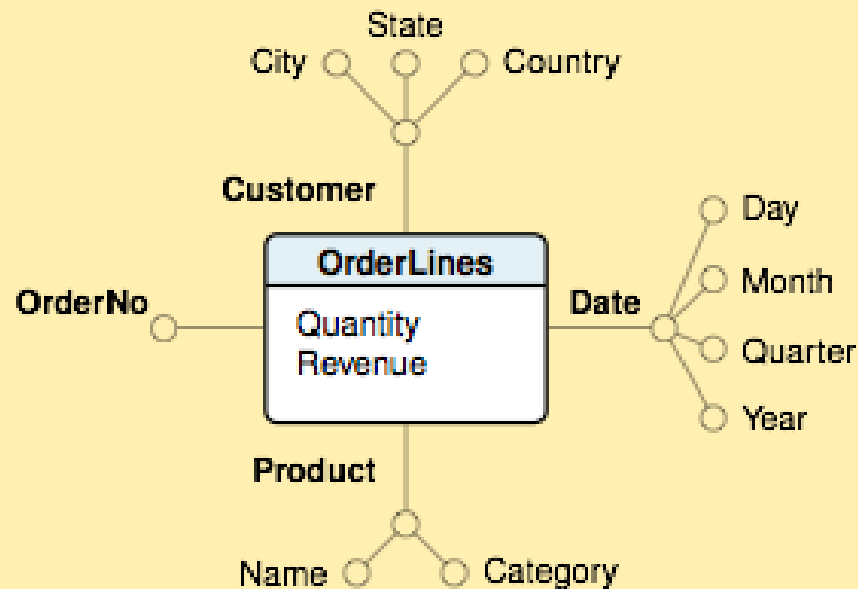 State
City
Country
Customer
Day
OrderLines
Month
OrderNo
Date
Quantity
Revenue
Quarter
Year
Product
Name
Category